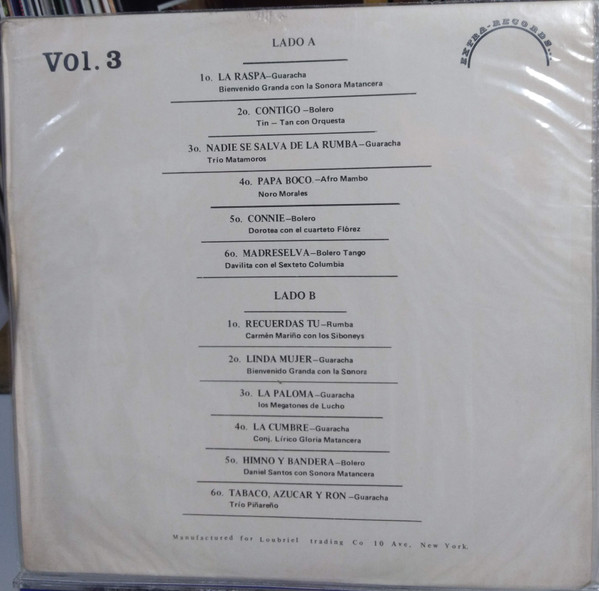 Vol. 3
EXTRA-RECORDS...
LADO A
1o. LA RASPA—Guaracha
Bienvenido Granda con la Sonora Matancera
2o. CONTIGO —Bolero
Tin — Tan con Orquesta
3o. NADIE SE SALVA DE LA RUMBA—Guaracha
Trío Matamoros
4o. PAPA BOCO.—Afro Mambo
Noro Morales
5o. CONNIE—Bolero
Dorotea con el cuarteto Flórez
6o. MADRESELVA—Bolero Tango
Davilita con el Sexteto Columbia
LADO B
1o. RECUERDAS TU—Rumba
Carmén Mariño con los Siboneys
2o. LINDA MUJER—Guaracha
Bienvenido Granda con la Sonora
3o. LA PALOMA—Guaracha
los Megatones de Lucho
4o. LA CUMBRE—Guaracha
Conj. Lírico Gloria Matancera
5o. HIMNO Y BANDERA—Bolero
Daniel Santos con Sonora Matancera
6o. TABACO, AZUCAR Y RON—Guaracha
Trío Piñareño
Manufactured for Loubriel trading Co 10 Ave. New York.